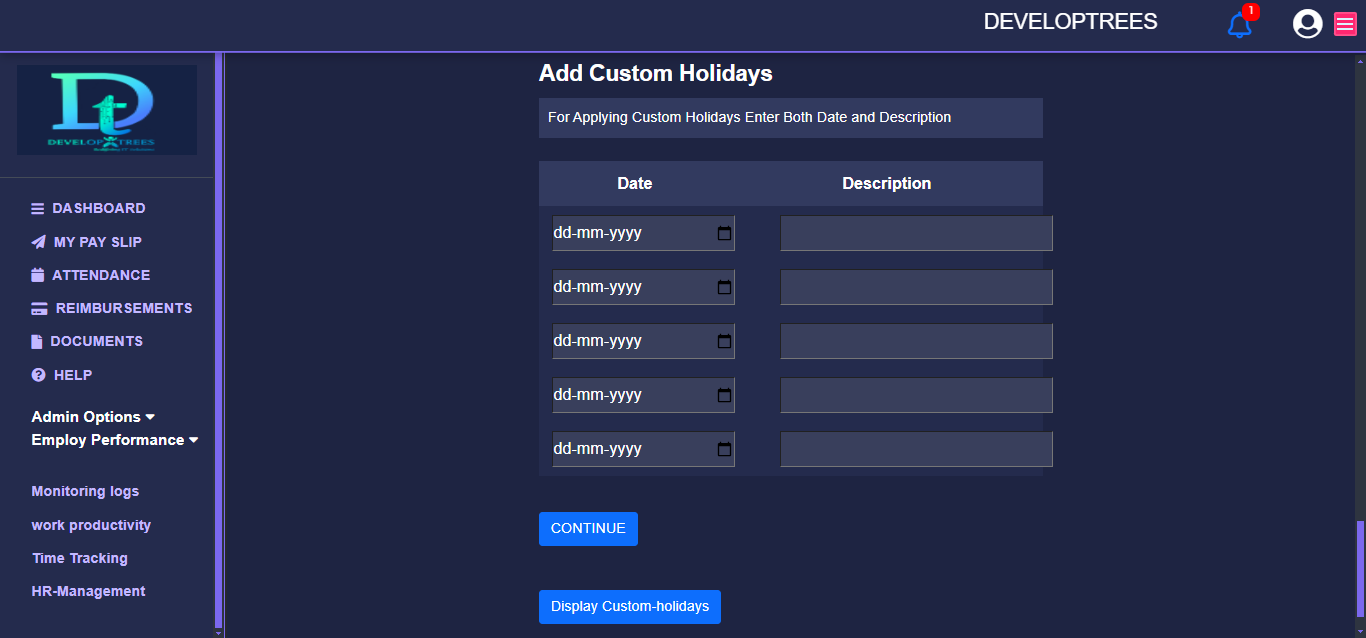 DEVELOPTREES
1
Dt
DEVELOPTREES
DASHBOARD
MY PAY SLIP
ATTENDANCE
REIMBURSEMENTS
DOCUMENTS
HELP
Admin Options
Employ Performance
Monitoring logs
work productivity
Time Tracking
HR-Management
Add Custom Holidays
For Applying Custom Holidays Enter Both Date and Description
Date Description
dd-mm-yyyy
dd-mm-yyyy
dd-mm-yyyy
dd-mm-yyyy
dd-mm-yyyy
CONTINUE
Display Custom-holidays